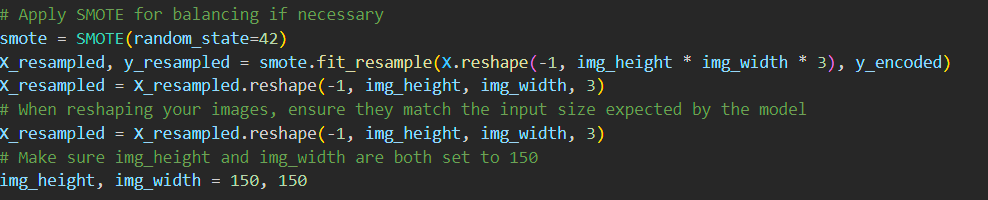 # Apply SMOTE for balancing if necessary
smote = SMOTE(random_state=42)
X_resampled, y_resampled = smote.fit_resample(X.reshape(-1, img_height * img_width * 3), y_encoded)
X_resampled = X_resampled.reshape(-1, img_height, img_width, 3)
# When reshaping your images, ensure they match the input size expected by the model
X_resampled = X_resampled.reshape(-1, img_height, img_width, 3)
# Make sure img_height and img_width are both set to 150
img_height, img_width = 150, 150